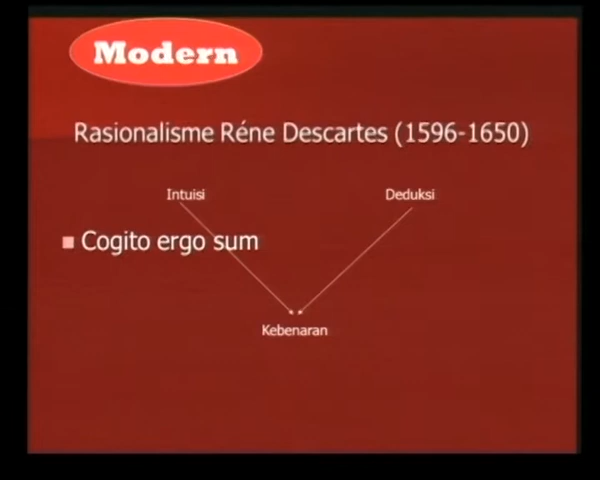 Modern
Rasionalisme Réne Descartes (1596-1650)
Intuisi
Deduksi
Cogito ergo sum
Kebenaran